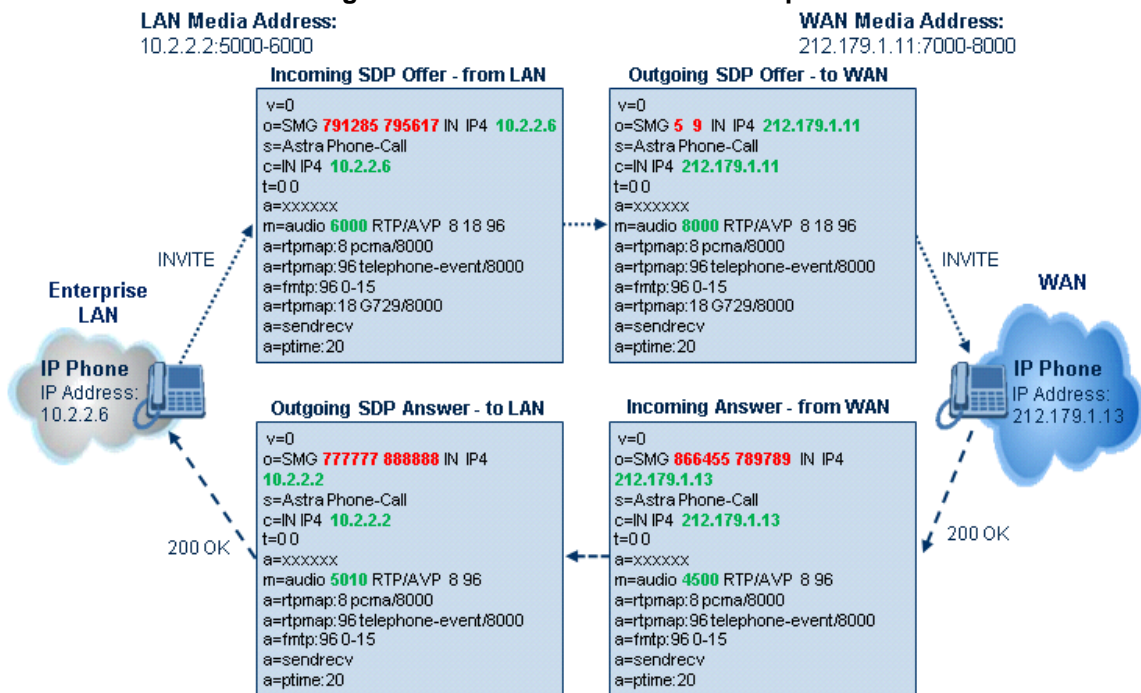 LAN Media Address:
10.2.2.2:5000-6000
WAN Media Address:
212.179.1.11:7000-8000
Incoming SDP Offer - from LAN
v=0
o=SMG 791285 795617 IN IP4 10.2.2.6
s=Astra Phone-Call
c=IN IP4 10.2.2.6
t=0 0
a=xxxxxx
m=audio 6000 RTP/AVP 8 18 96
a=rtpmap:8 pcma/8000
a=rtpmap:96 telephone-event/8000
a=fmtp:96 0-15
a=rtpmap:18 G729/8000
a=sendrecv
a=ptime:20
Outgoing SDP Offer - to WAN
v=0
o=SMG 5 9 IN IP4 212.179.1.11
s=Astra Phone-Call
c=IN IP4 212.179.1.11
t=0 0
a=xxxxxx
m=audio 8000 RTP/AVP 8 18 96
a=rtpmap:8 pcma/8000
a=rtpmap:96 telephone-event/8000
a=fmtp:96 0-15
a=rtpmap:18 G729/8000
a=sendrecv
a=ptime:20
INVITE
INVITE
Enterprise
LAN
IP Phone
IP Address:
10.2.2.6
WAN
IP Phone
IP Address:
212.179.1.13
Outgoing SDP Answer - to LAN
v=0
o=SMG 777777 888888 IN IP4
10.2.2.2
s=Astra Phone-Call
c=IN IP4 10.2.2.2
t=0 0
a=xxxxxx
m=audio 5010 RTP/AVP 8 96
a=rtpmap:8 pcma/8000
a=rtpmap:96 telephone-event/8000
a=fmtp:96 0-15
a=sendrecv
a=ptime:20
Incoming Answer - from WAN
v=0
o=SMG 866455 789789 IN IP4
212.179.1.13
s=Astra Phone-Call
c=IN IP4 212.179.1.13
t=0 0
a=xxxxxx
m=audio 4500 RTP/AVP 8 96
a=rtpmap:8 pcma/8000
a=rtpmap:96 telephone-event/8000
a=fmtp:96 0-15
a=sendrecv
a=ptime:20
200 OK
200 OK